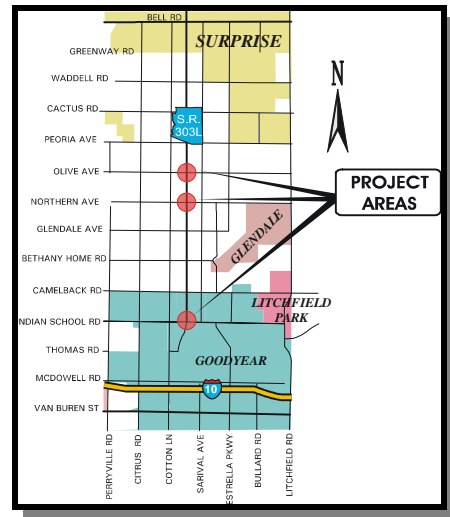 BELL RD
SURPRISE
GREENWAY RD
WADDELL RD
N
CACTUS RD
S.R.
303L
PEORIA AVE
OLIVE AVE
PROJECT
AREAS
NORTHERN AVE
GLENDALE AVE
GLENDALE
BETHANY HOME RD
CAMELBACK RD
LITCHFIELD
PARK
NDIAN SCHOOL RD
THOMAS RD
GOODYEAR
MCDOWELL RD
10
VAN BUREN ST
PERRYVILLE RD
CITRUS RD
COTTON LN
SARIVAL AVE
ESTRELLA PKWY
BULLARD RD
LITCHFIELD RD